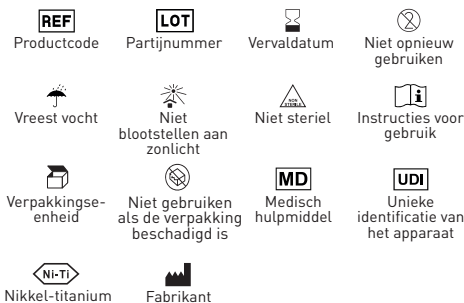 REF
LOT
2
Productcode
Partijnummer
Vervaldatum
Niet opnieuw
gebruiken
NON
STERILE
i
Vreest vocht
Niet
blootstellen aan
zonlicht
Niet steriel
Instructies voor
gebruik
MD
UDI
Verpakkingse-
enheid
Niet gebruiken
als de verpakking
beschadigd is
Medisch
hulpmiddel
Unieke
identificatie van
het apparaat
Ni-Ti
Nikkel-titanium
Fabrikant